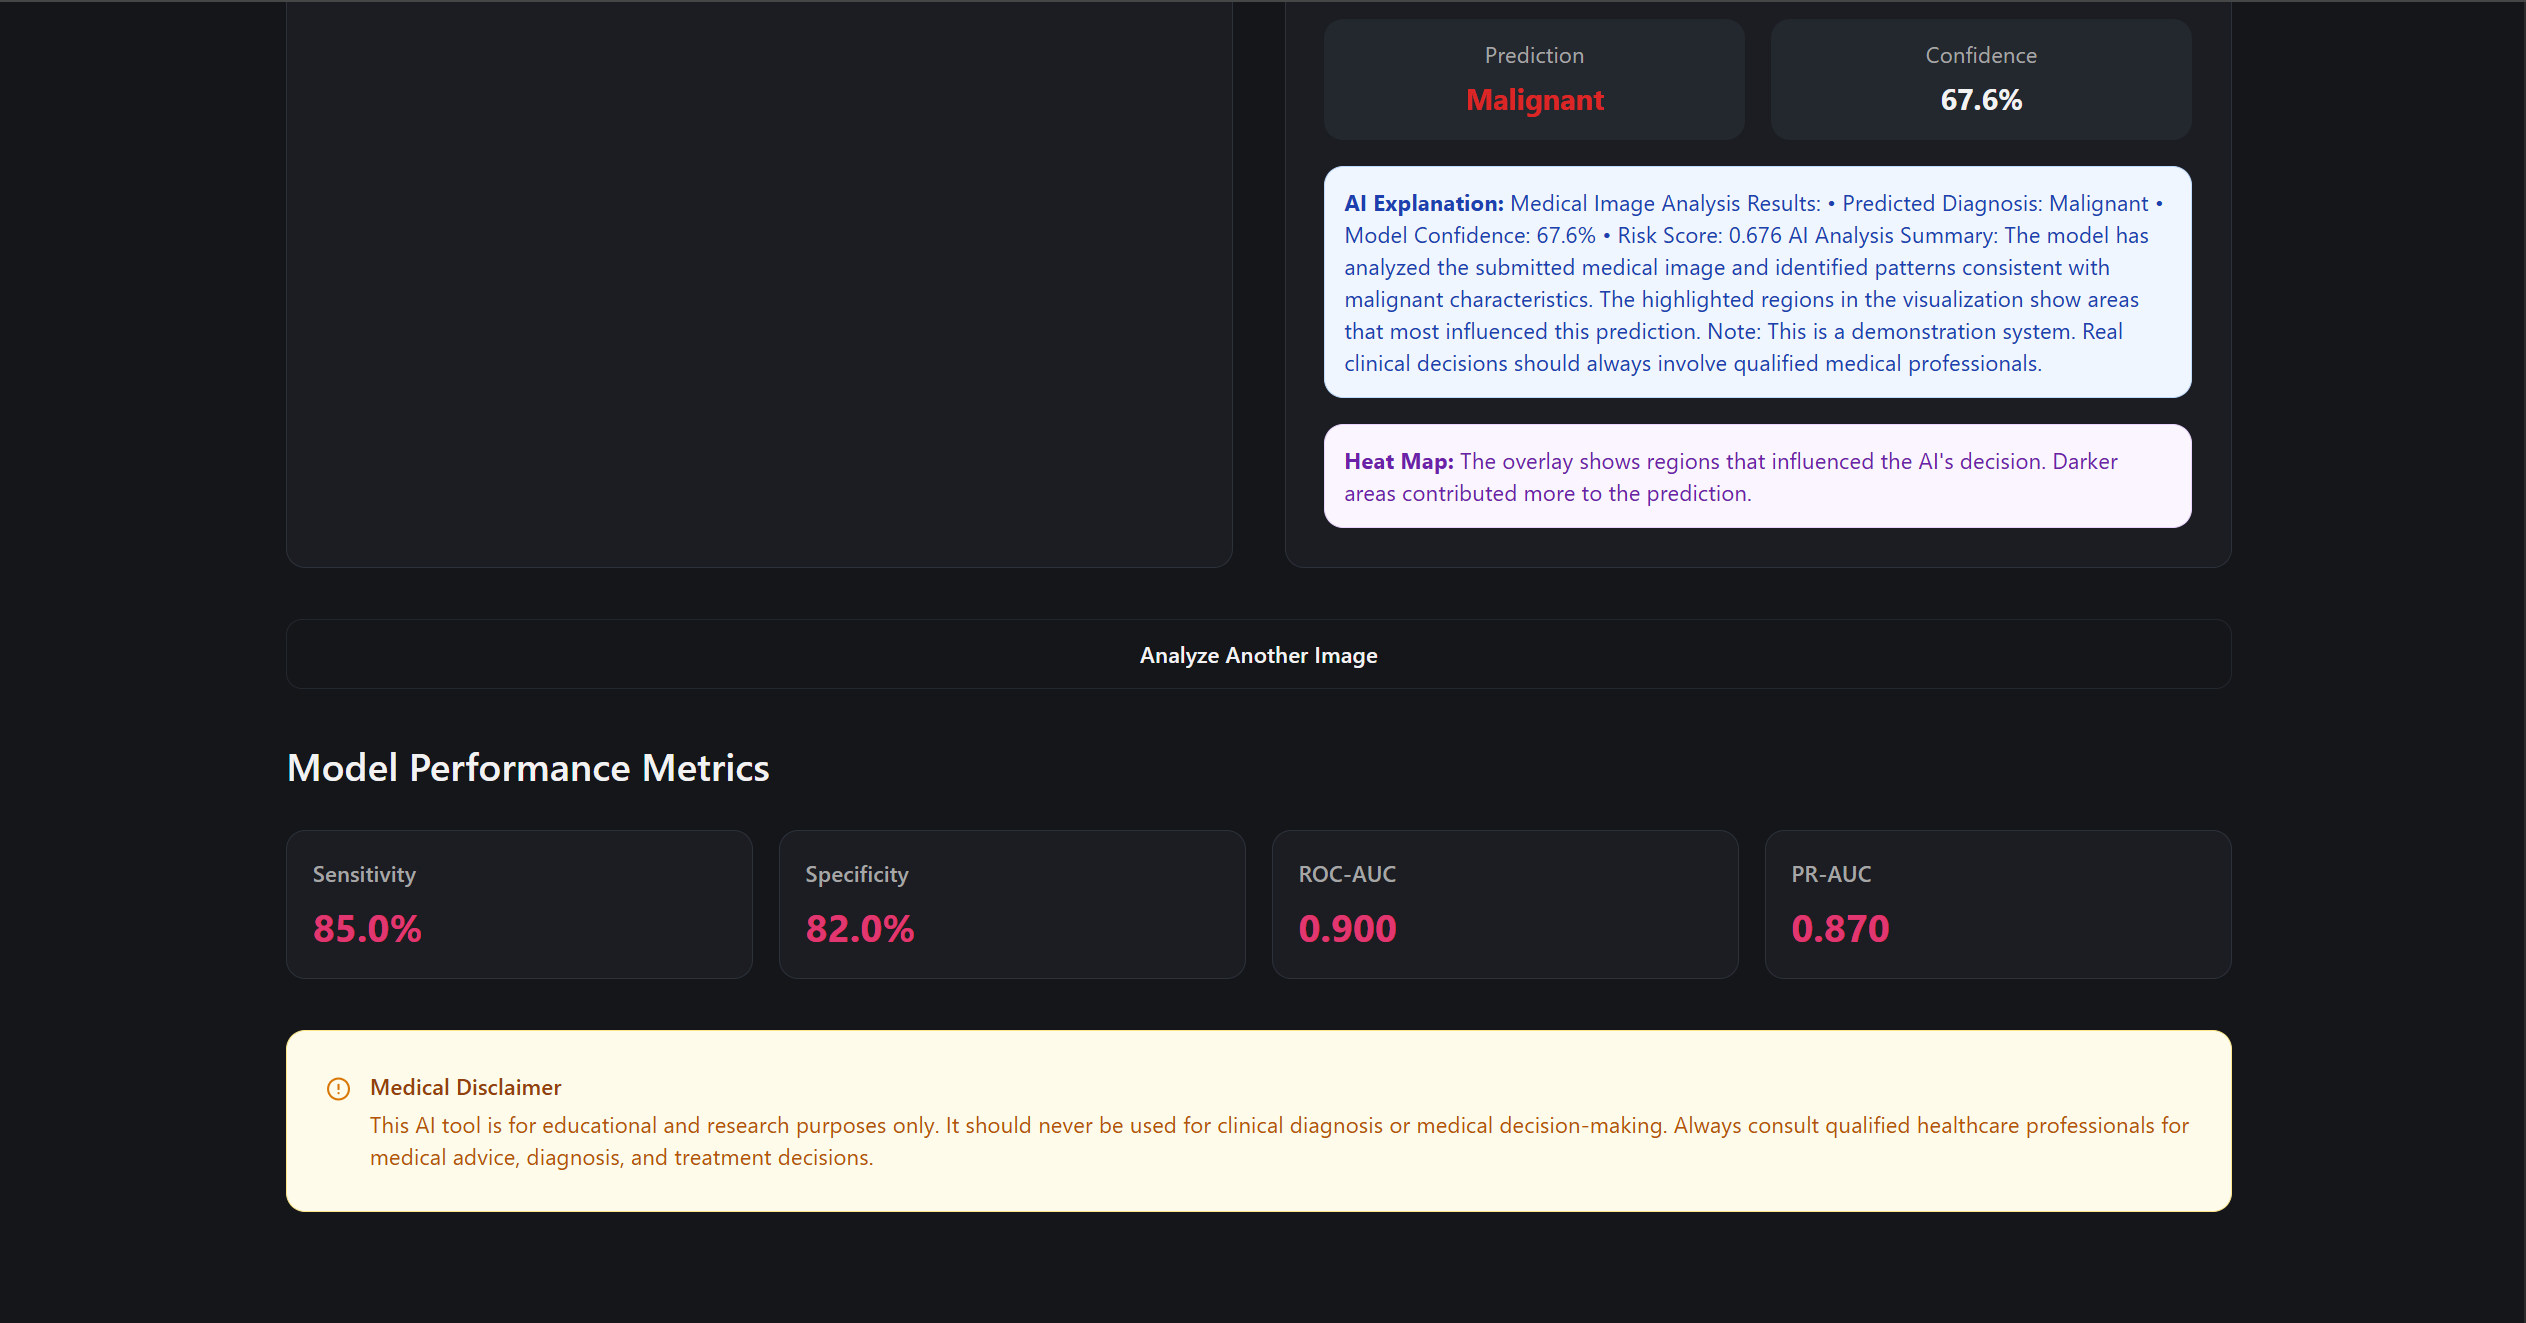 Prediction
Malignant
Confidence
67.6%
AI Explanation: Medical Image Analysis Results: • Predicted Diagnosis: Malignant •
Model Confidence: 67.6% • Risk Score: 0.676 AI Analysis Summary: The model has
analyzed the submitted medical image and identified patterns consistent with
malignant characteristics. The highlighted regions in the visualization show areas
that most influenced this prediction. Note: This is a demonstration system. Real
clinical decisions should always involve qualified medical professionals.
Heat Map: The overlay shows regions that influenced the AI's decision. Darker
areas contributed more to the prediction.
Analyze Another Image
Model Performance Metrics
Sensitivity
85.0%
Specificity
82.0%
ROC-AUC
0.900
PR-AUC
0.870
Medical Disclaimer
This AI tool is for educational and research purposes only. It should never be used for clinical diagnosis or medical decision-making. Always consult qualified healthcare professionals for
medical advice, diagnosis, and treatment decisions.